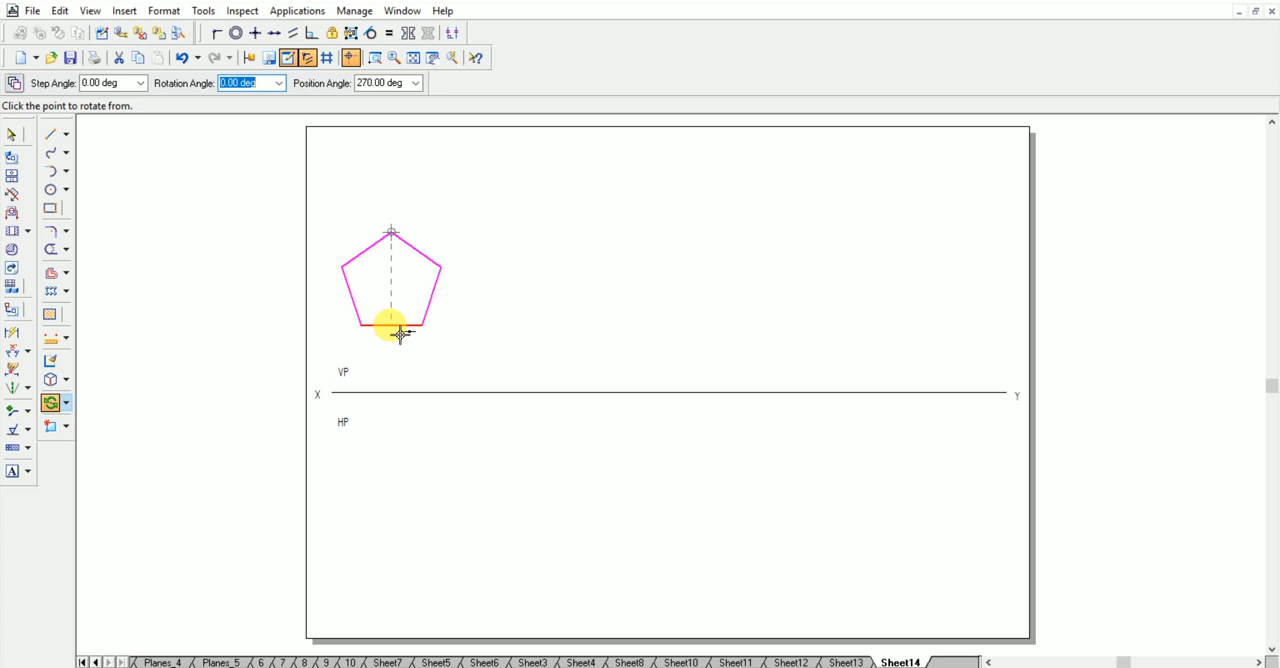 File Edit View Insert Format Tools Inspect Applications Manage Window Help
Step Angle: 0.00 deg Rotation Angle: 0.00 deg Position Angle: 270.00 deg
Click the point to rotate from.
VP
X Y
HP
A
Planes_4 Planes_5 6 7 8 9 10 Sheet7 Sheet5 Sheet6 Sheet3 Sheet4 Sheet8 Sheet10 Sheet11 Sheet12 Sheet13 Sheet14